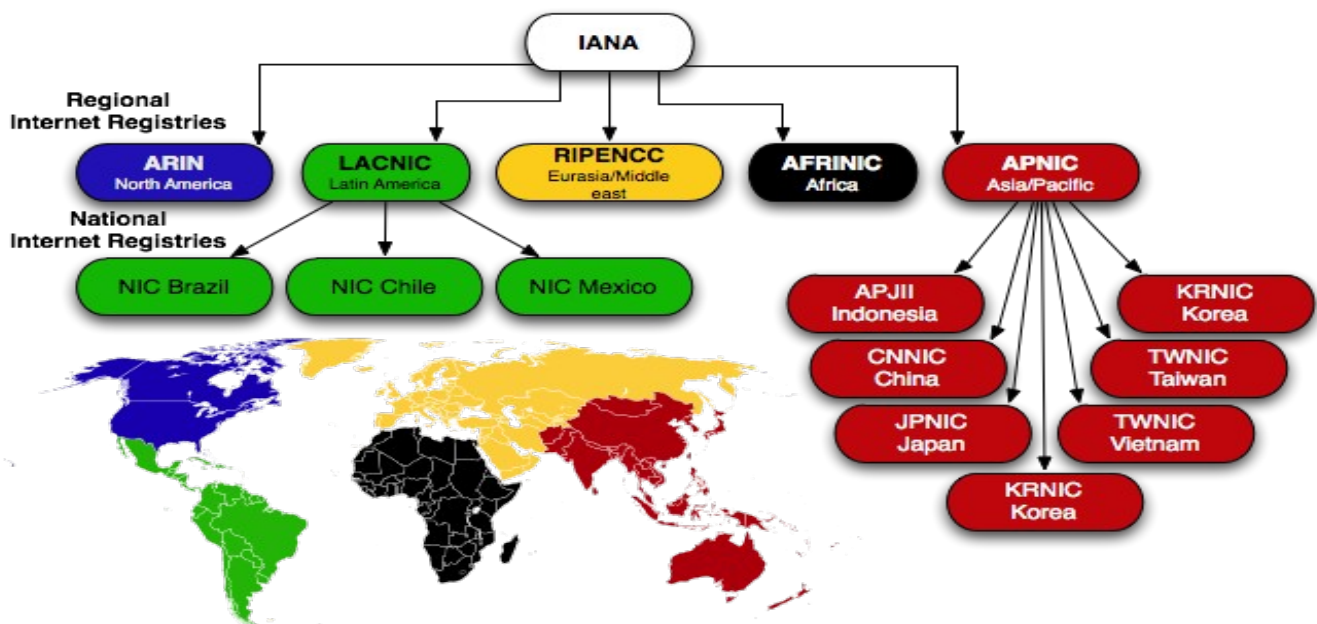 IANA
Regional
Internet Registries
ARIN
North America
LACNIC
Latin America
RIPENCC
Eurasia/Middle
east
AFRINIC
Africa
APNIC
Asia/Pacific
National
Internet Registries
NIC Brazil
NIC Chile
NIC Mexico
APJII
Indonesia
KRNIC
Korea
CNNIC
China
TWNIC
Taiwan
JPNIC
Japan
TWNIC
Vietnam
KRNIC
Korea